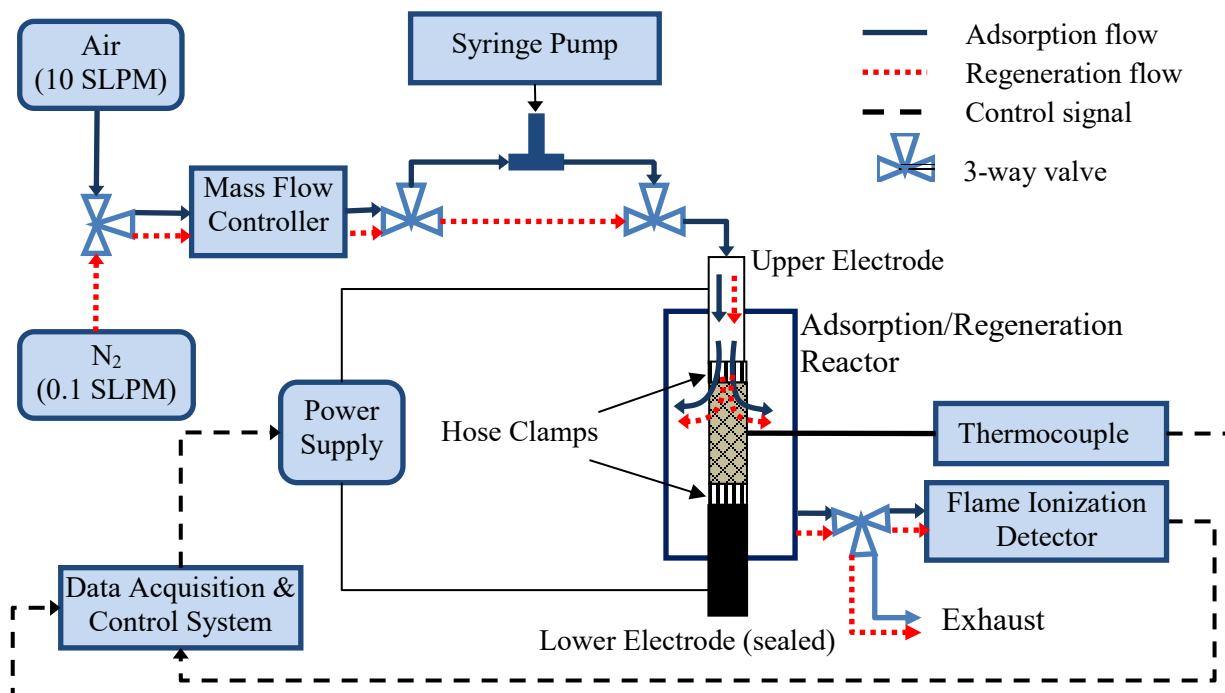 Air
(10 SLPM)
Syringe Pump
Adsorption flow
Regeneration flow
Control signal
3-way valve
Mass Flow
Controller
N₂
(0.1 SLPM)
Upper Electrode
Adsorption/Regeneration
Reactor
Power
Supply
Hose Clamps
Thermocouple
Flame Ionization
Detector
Data Acquisition &
Control System
Exhaust
Lower Electrode (sealed)